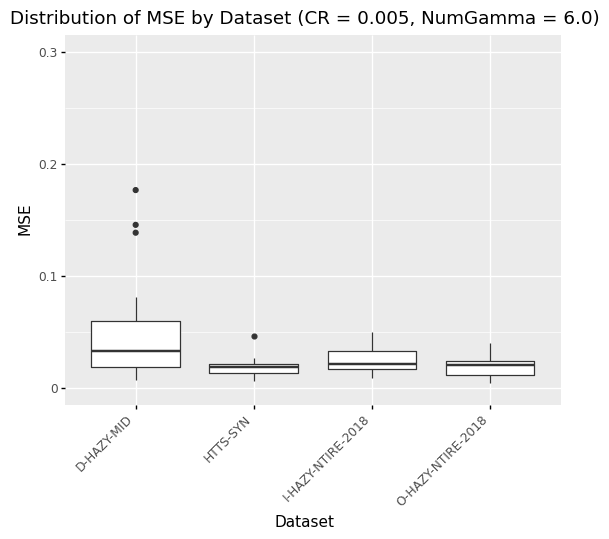 Distribution of MSE by Dataset (CR = 0.005, NumGamma = 6.0)
0.3
0.2
0.1
0
MSE
D-HAZY-MID
HTTS-SYN
I-HAZY-NTIRE-2018
O-HAZY-NTIRE-2018
Dataset